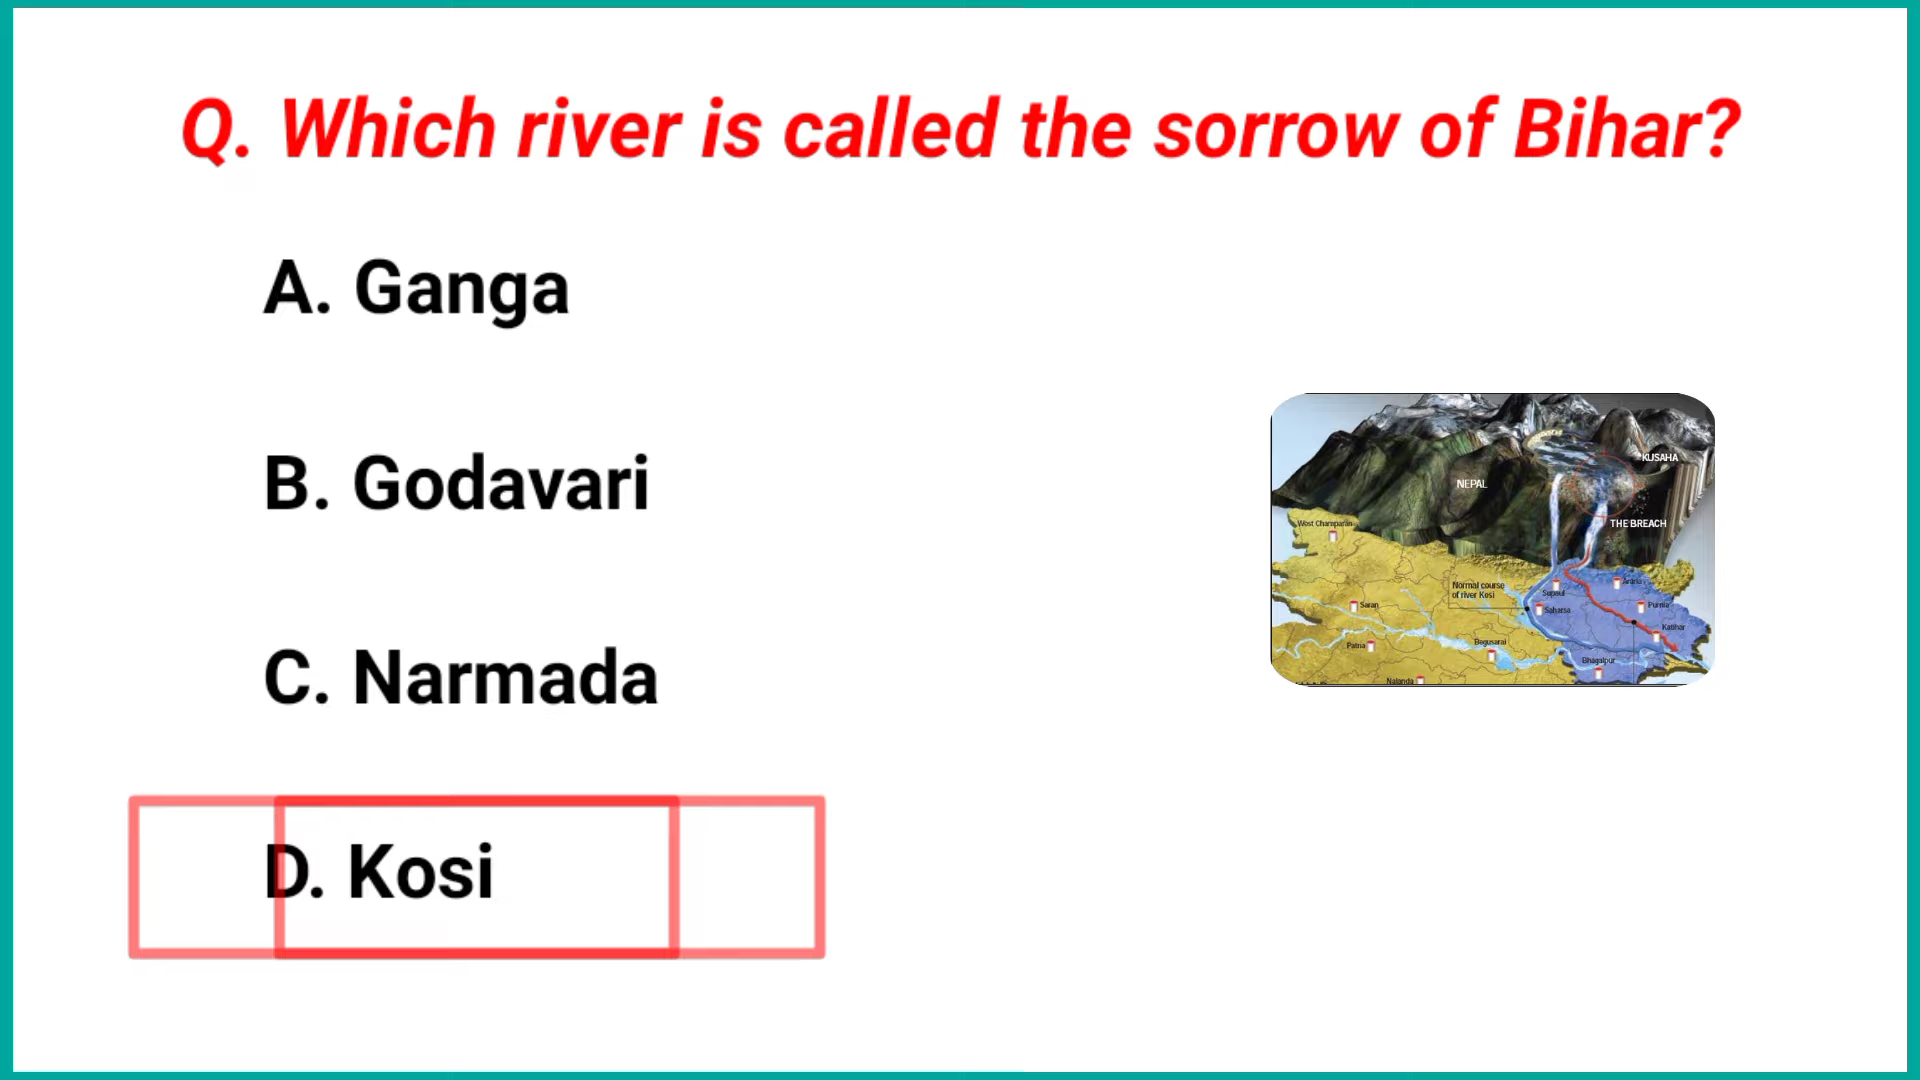 Q. Which river is called the sorrow of Bihar?
A. Ganga
B. Godavari
C. Narmada
D. Kosi
KUSAHA
NEPAL
THE BREACH
West Champaran
Normal course
of river Kosi
Supaul
Araria
Saran
Saharsa
Purnia
Katihar
Patna
Begusarai
Bhagalpur
Nalanda